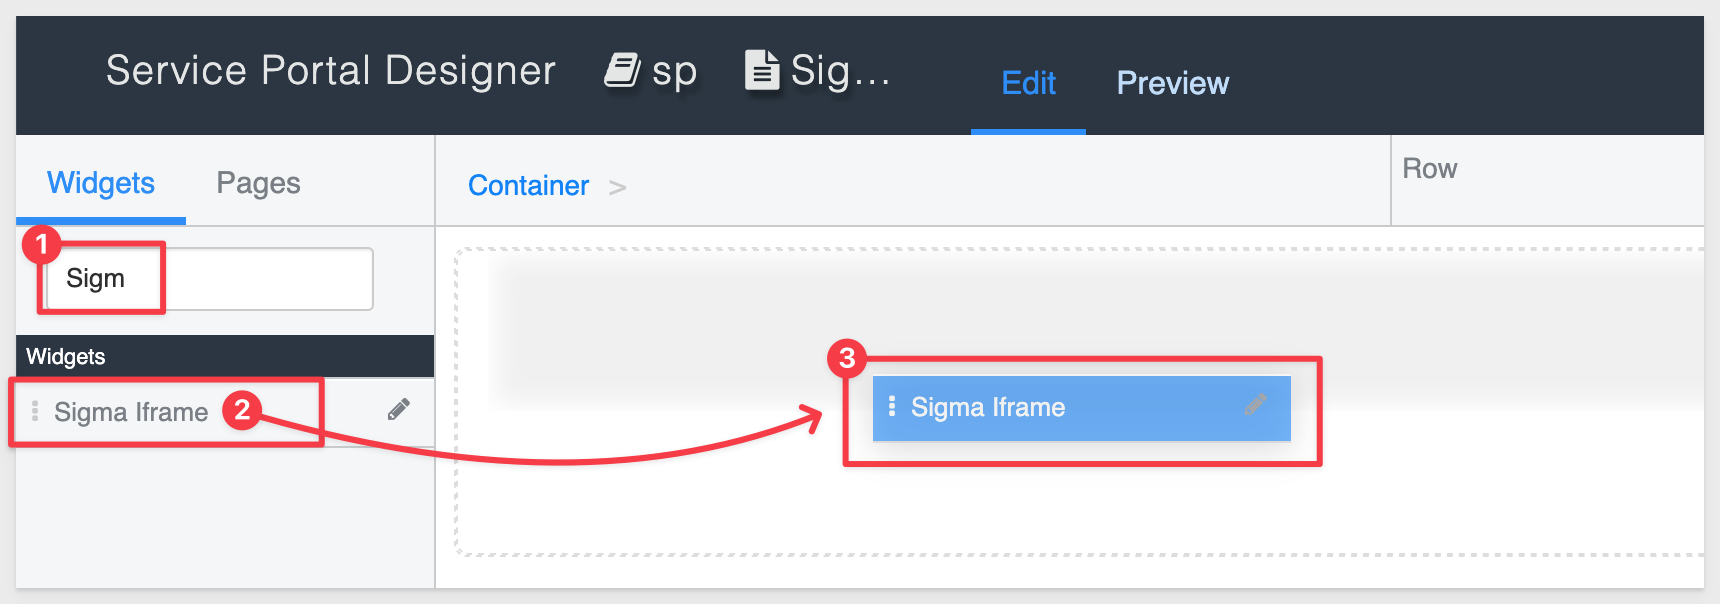 Service Portal Designer sp Sig...
Edit Preview
Widgets Pages
Container >
Row
1
Sigm
Widgets
Sigma Iframe 2
3
Sigma Iframe